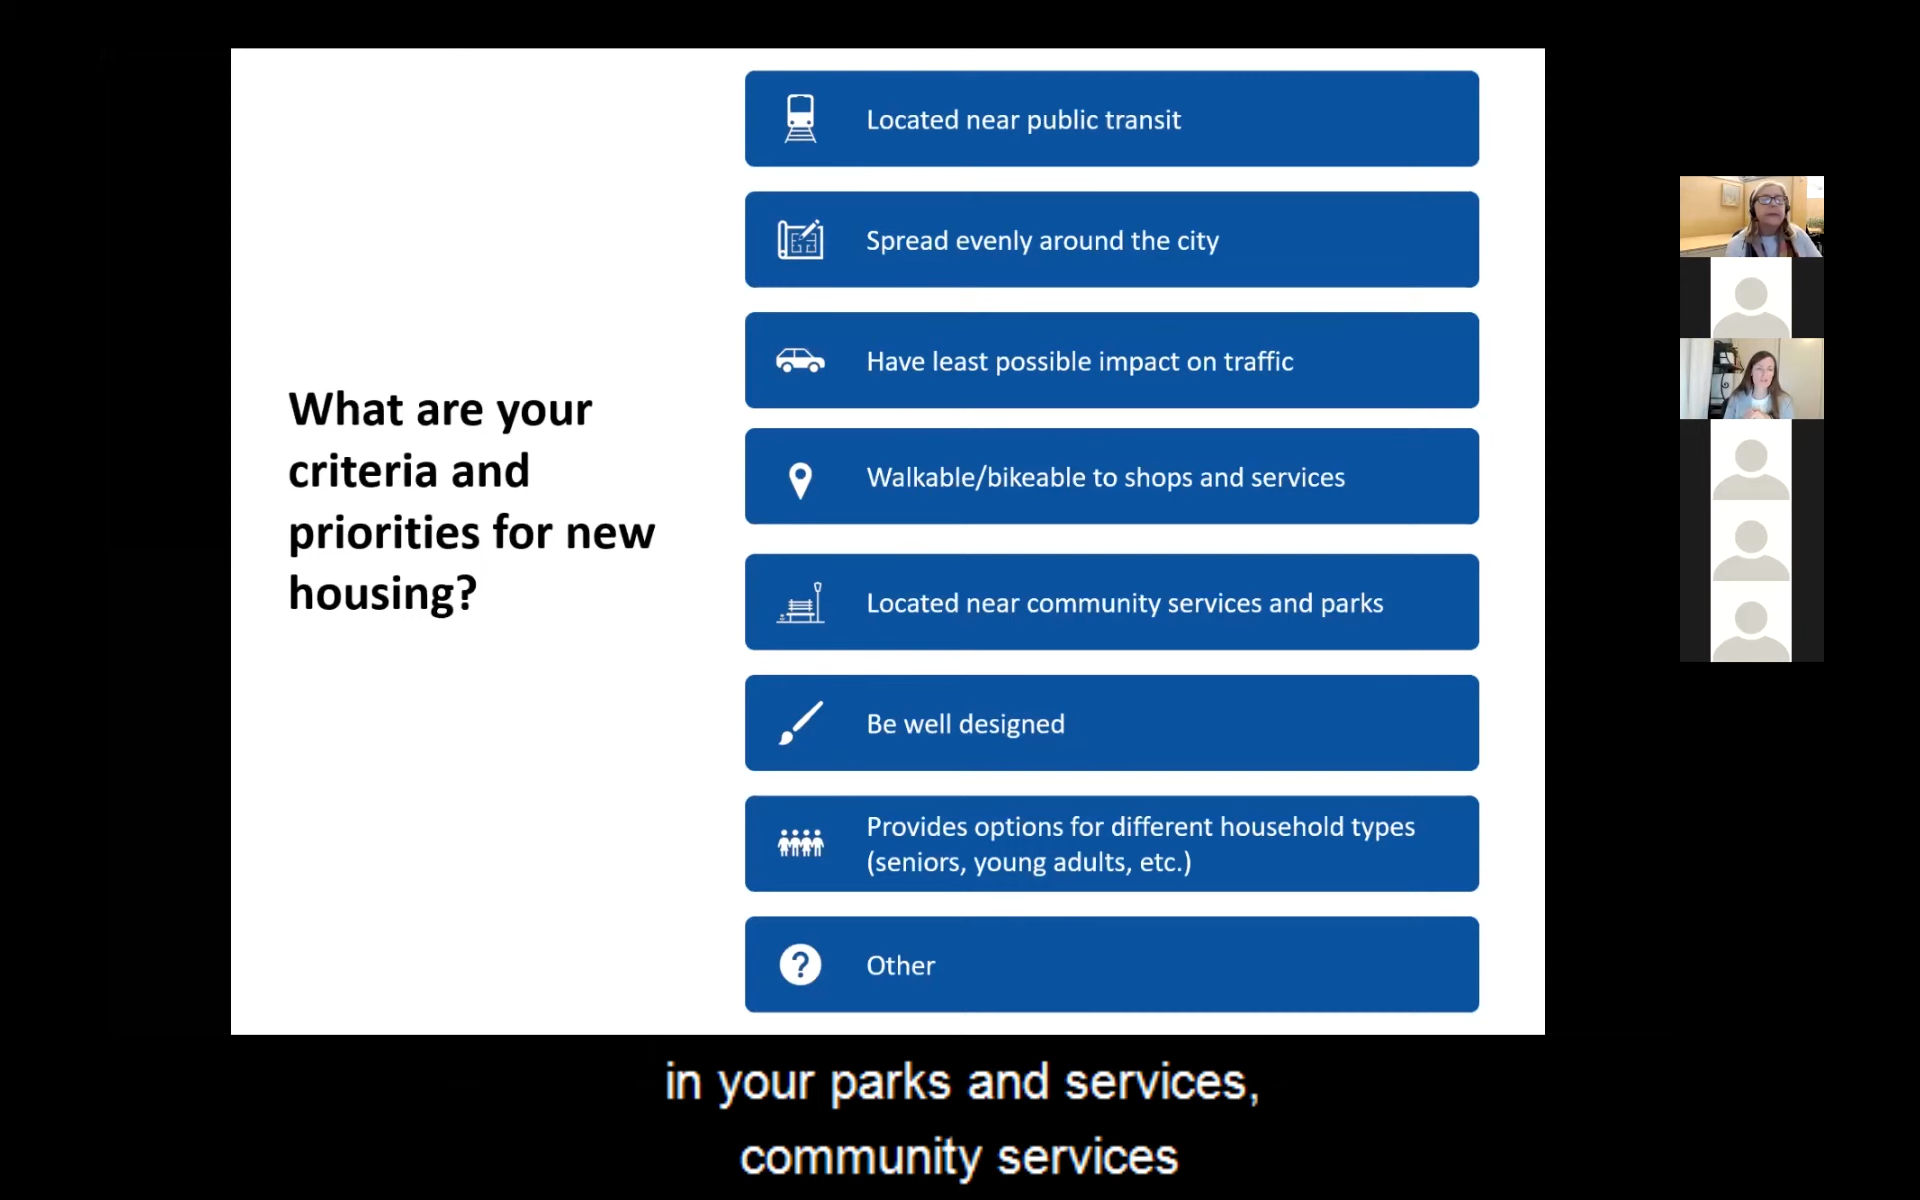 What are your
criteria and
priorities for new
housing?
Located near public transit
Spread evenly around the city
Have least possible impact on traffic
Walkable/bikeable to shops and services
Located near community services and parks
Be well designed
Provides options for different household types
(seniors, young adults, etc.)
?
Other
in your parks and services,
community services